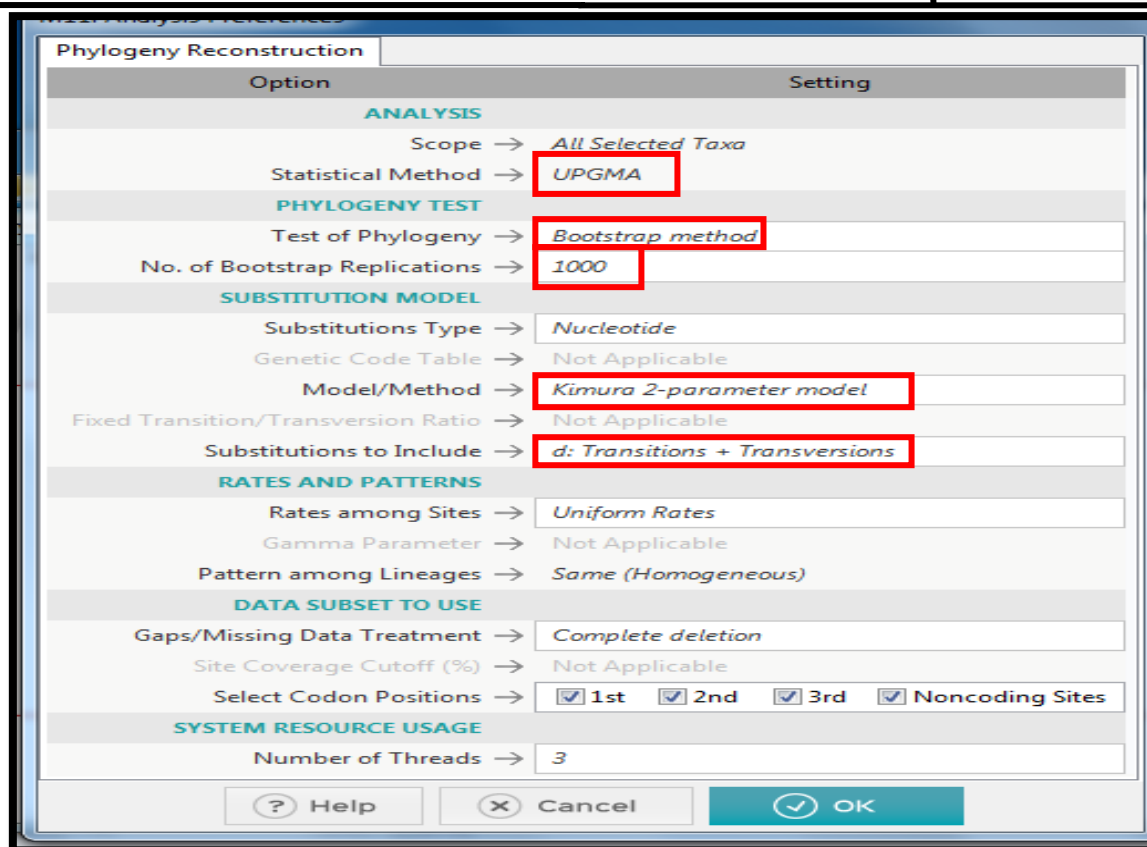 M11: Analysis Preferences
Phylogeny Reconstruction
Option Setting
ANALYSIS
Scope → All Selected Taxa
Statistical Method → UPGMA
PHYLOGENY TEST
Test of Phylogeny → Bootstrap method
No. of Bootstrap Replications → 1000
SUBSTITUTION MODEL
Substitutions Type → Nucleotide
Genetic Code Table → Not Applicable
Model/Method → Kimura 2-parameter model
Fixed Transition/Transversion Ratio → Not Applicable
Substitutions to Include → d: Transitions + Transversions
RATES AND PATTERNS
Rates among Sites → Uniform Rates
Gamma Parameter → Not Applicable
Pattern among Lineages → Same (Homogeneous)
DATA SUBSET TO USE
Gaps/Missing Data Treatment → Complete deletion
Site Coverage Cutoff (%) → Not Applicable
Select Codon Positions → 1st 2nd 3rd Noncoding Sites
SYSTEM RESOURCE USAGE
Number of Threads → 3
? Help Cancel OK